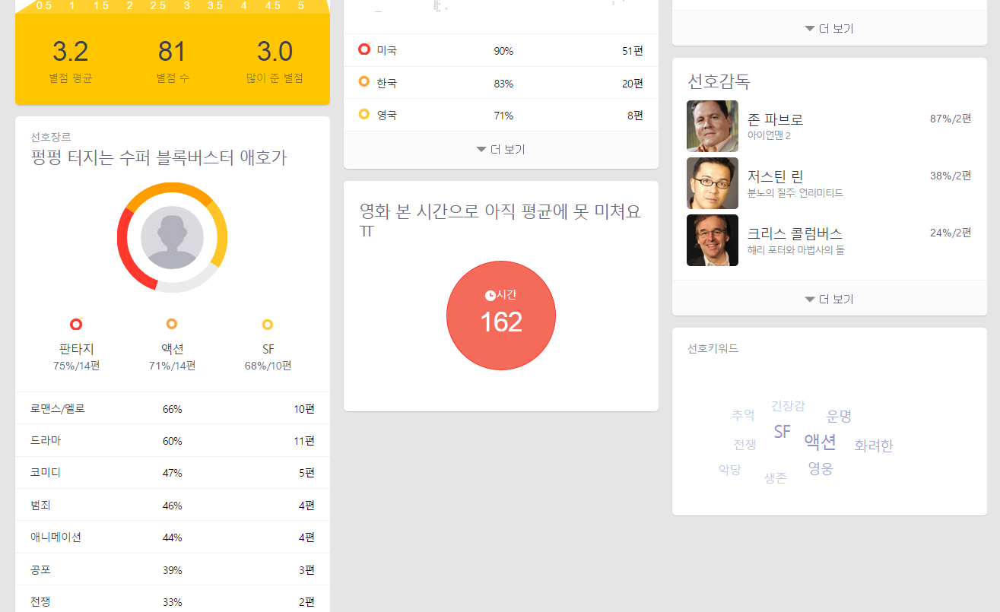 0.5 1 1.5 2 2.5 3 3.5 4 4.5 5
3.2 81 3.0
별점 평균 별점 수 많이 준 별점
선호장르
펑펑 터지는 수퍼 블록버스터 애호가
판타지 액션 SF
75%/14편 71%/14편 68%/10편
로맨스/멜로 66% 10편
드라마 60% 11편
코미디 47% 5편
범죄 46% 4편
애니메이션 44% 4편
공포 39% 3편
전쟁 33% 2편
미국 90% 51편
한국 83% 20편
영국 71% 8편
더 보기
영화 본 시간으로 아직 평균에 못 미쳐요
ㅠ
시간
162
더 보기
선호감독
존 파브로 87%/2편
아이언맨 2
저스틴 린 38%/2편
분노의 질주: 언리미티드
크리스 콜럼버스 24%/2편
해리 포터와 마법사의 돌
더 보기
선호키워드
긴장감
추억 운명
SF
전쟁 액션 화려한
악당 영웅
생존